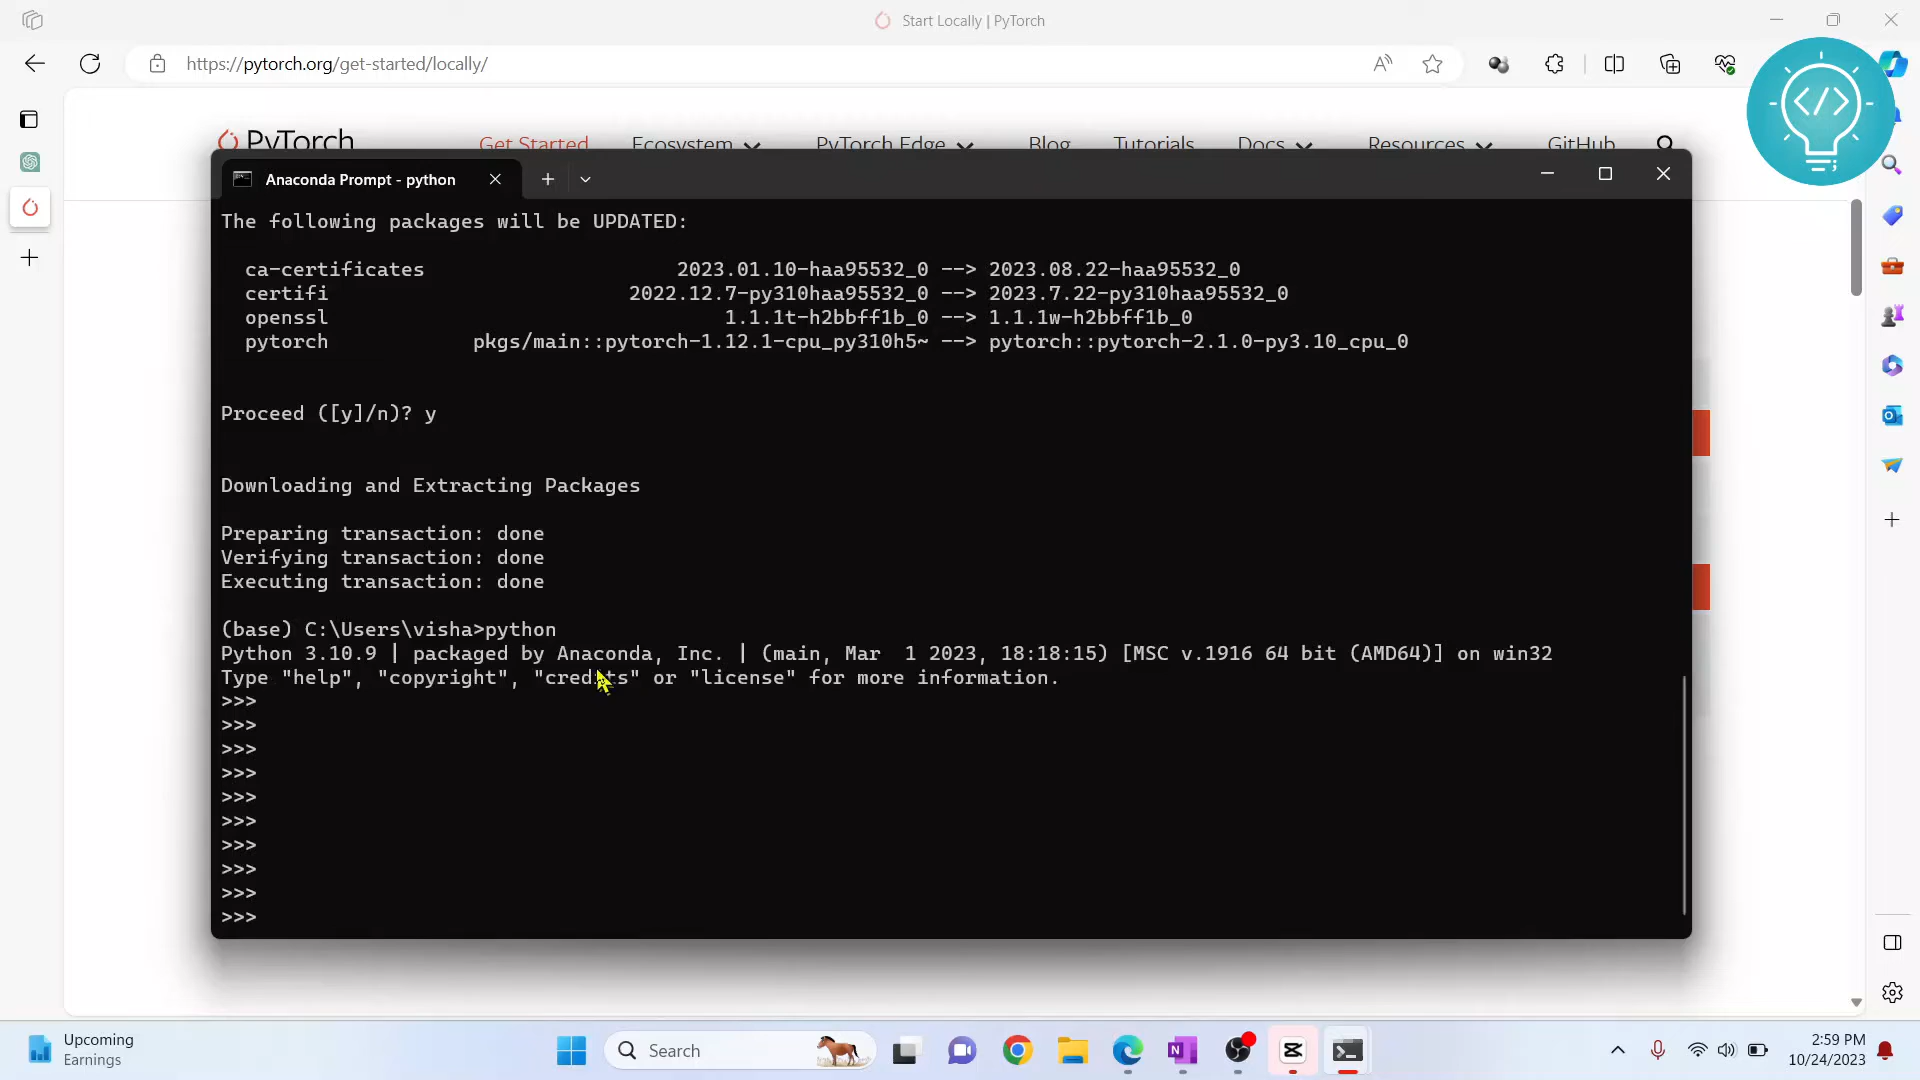 Start Locally | PyTorch
https://pytorch.org/get-started/locally/
PyTorch Get Started Ecosystem PyTorch Edge Blog Tutorials Docs Resources GitHub
Anaconda Prompt - python
The following packages will be UPDATED:
ca-certificates 2023.01.10-haa95532_0 --> 2023.08.22-haa95532_0
certifi 2022.12.7-py310haa95532_0 --> 2023.7.22-py310haa95532_0
openssl 1.1.1t-h2bbff1b_0 --> 1.1.1w-h2bbff1b_0
pytorch pkgs/main::pytorch-1.12.1-cpu_py310h5~ --> pytorch::pytorch-2.1.0-py3.10_cpu_0
Proceed ([y]/n)? y
Downloading and Extracting Packages
Preparing transaction: done
Verifying transaction: done
Executing transaction: done
(base) C:\Users\visha>python
Python 3.10.9 | packaged by Anaconda, Inc. | (main, Mar  1 2023, 18:18:15) [MSC v.1916 64 bit (AMD64)] on win32
Type "help", "copyright", "credits" or "license" for more information.
>>>
>>>
>>>
>>>
>>>
>>>
>>>
>>>
>>>
>>>
Upcoming
Earnings
Search
2:59 PM
10/24/2023